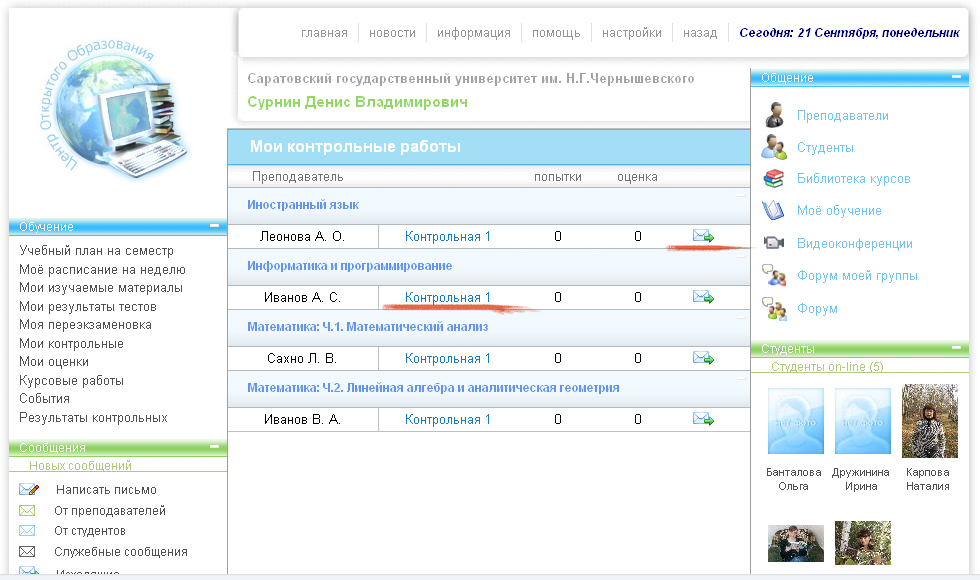 главная новости информация помощь настройки назад Сегодня: 21 Сентября, понедельник
Центр Открытого Образования
Саратовский государственный университет им. Н.Г.Чернышевского
Сурнин Денис Владимирович
Обучение
Учебный план на семестр
Моё расписание на неделю
Мои изучаемые материалы
Мои результаты тестов
Моя переэкзаменовка
Мои контрольные
Мои оценки
Курсовые работы
События
Результаты контрольных
Сообщения
Новых сообщений
Написать письмо
От преподавателей
От студентов
Служебные сообщения
Исходящие
Мои контрольные работы
Преподаватель попытки оценка
Иностранный язык
Леонова А. О. Контрольная 1 0 0
Информатика и программирование
Иванов А. С. Контрольная 1 0 0
Математика: Ч.1. Математический анализ
Сахно Л. В. Контрольная 1 0 0
Математика: Ч.2. Линейная алгебра и аналитическая геометрия
Иванов В. А. Контрольная 1 0 0
Общение
Преподаватели
Студенты
Библиотека курсов
Моё обучение
Видеоконференции
Форум моей группы
Форум
Студенты
Студенты on-line (5)
НЕТ ФОТО НЕТ ФОТО
Банталова Дружинина Карпова
Ольга Ирина Наталия